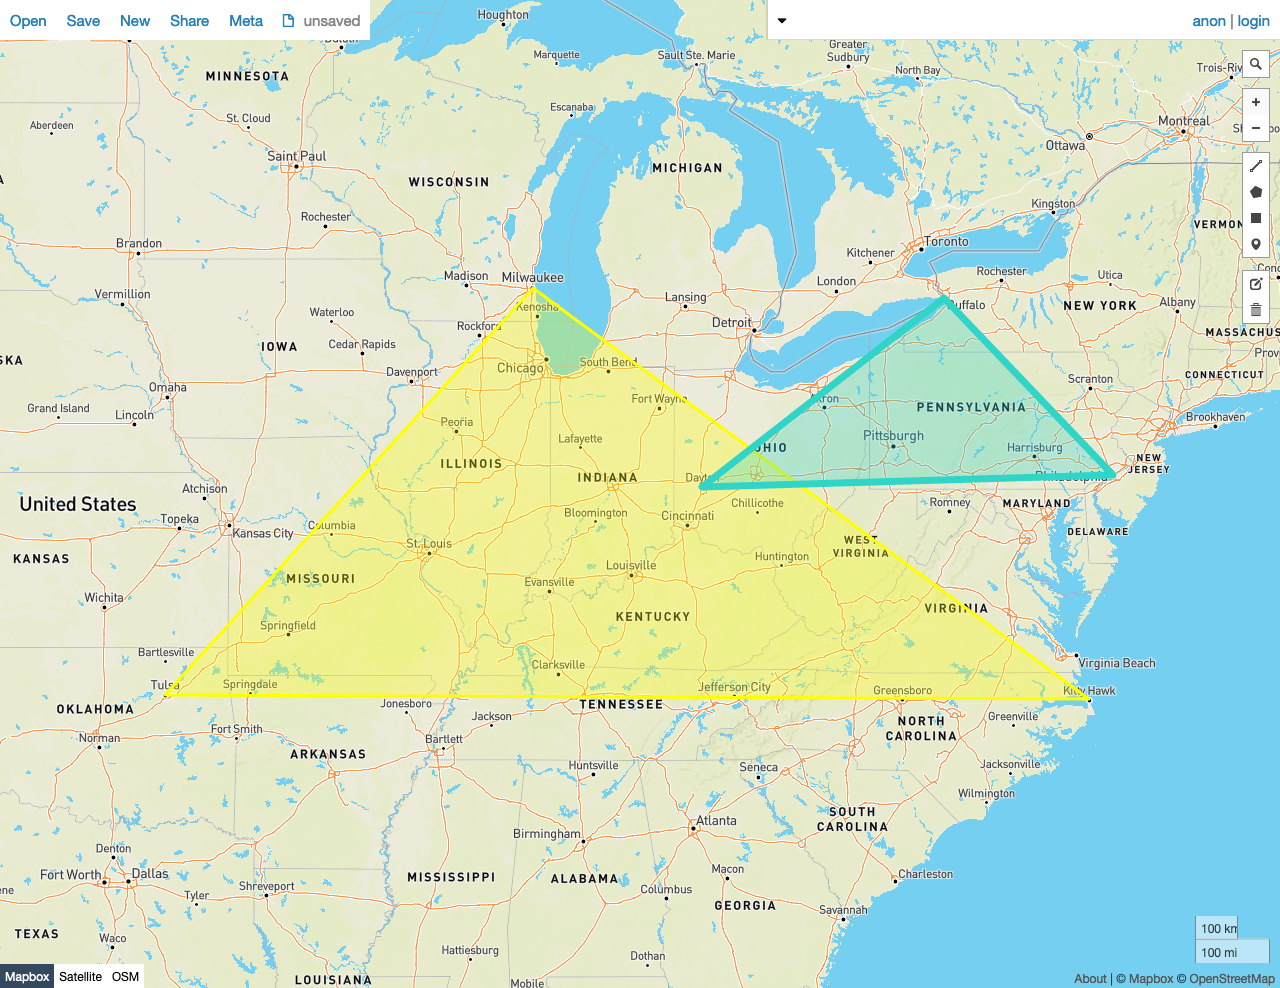 Open Save New Share Meta unsaved
anon | login
Houghton
Duluth
Marquette
Sault Ste. Marie
Greater
Sudbury
North Bay
MINNESOTA
Escanaba
Aberdeen
St. Cloud
Montreal
Ottawa
Saint Paul
MICHIGAN
WISCONSIN
Kingston
Rochester
VERMON
Brandon
Toronto
Kitchener
Madison
Milwaukee
London
Rochester
Utica
Vermillion
Lansing
Buffalo
NEW YORK
Albany
Kenosha
Waterloo
Rockford
Detroit
MASSACHUS
IOWA
Cedar Rapids
SKA
Chicago
South Bend
Davenport
CONNECTICUT
Scranton
Omaha
Fort Wayne
Akron
PENNSYLVANIA
Grand Island
Lincoln
Brookhaven
Peoria
Pittsburgh
Lafayette
OHIO
Harrisburg
NEW
JERSEY
ILLINOIS
INDIANA
Philadelphia
Atchison
United States
Chillicothe
Romney
MARYLAND
Bloomington
Cincinnati
Topeka
Columbia
Kansas City
DELAWARE
St. Louis
WEST
VIRGINIA
KANSAS
Huntington
Louisville
MISSOURI
Evansville
Wichita
VIRGINIA
KENTUCKY
Springfield
Bartlesville
Clarksville
Virginia Beach
Tulsa
Springdale
Jefferson City
Greensboro
Kitty Hawk
OKLAHOMA
Jonesboro
TENNESSEE
Jackson
NORTH
CAROLINA
Greenville
Fort Smith
Norman
Bartlett
ARKANSAS
Huntsville
Seneca
Jacksonville
Wilmington
SOUTH
CAROLINA
Atlanta
Birmingham
Denton
Fort Worth
Dallas
MISSISSIPPI
ALABAMA
Macon
Charleston
Shreveport
Columbus
Tyler
GEORGIA
Savannah
TEXAS
Waco
100 km
Hattiesburg
Dothan
100 mi
Mapbox Satellite OSM
LOUISIANA
Mobile
About | © Mapbox © OpenStreetMap